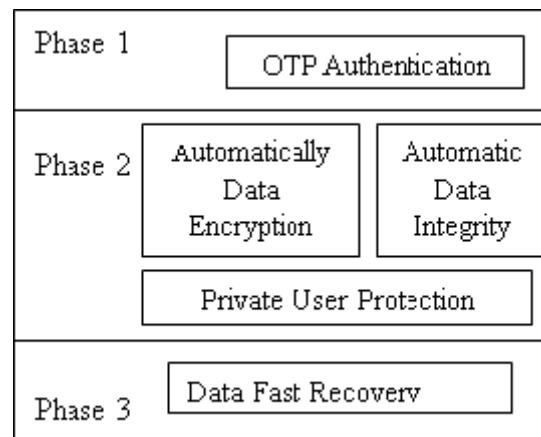 Phase 1
OTP Authentication
Phase 2
Automatically
Data
Encryption
Automatic
Data
Integrity
Private User Protection
Data Fast Recovery
Phase 3